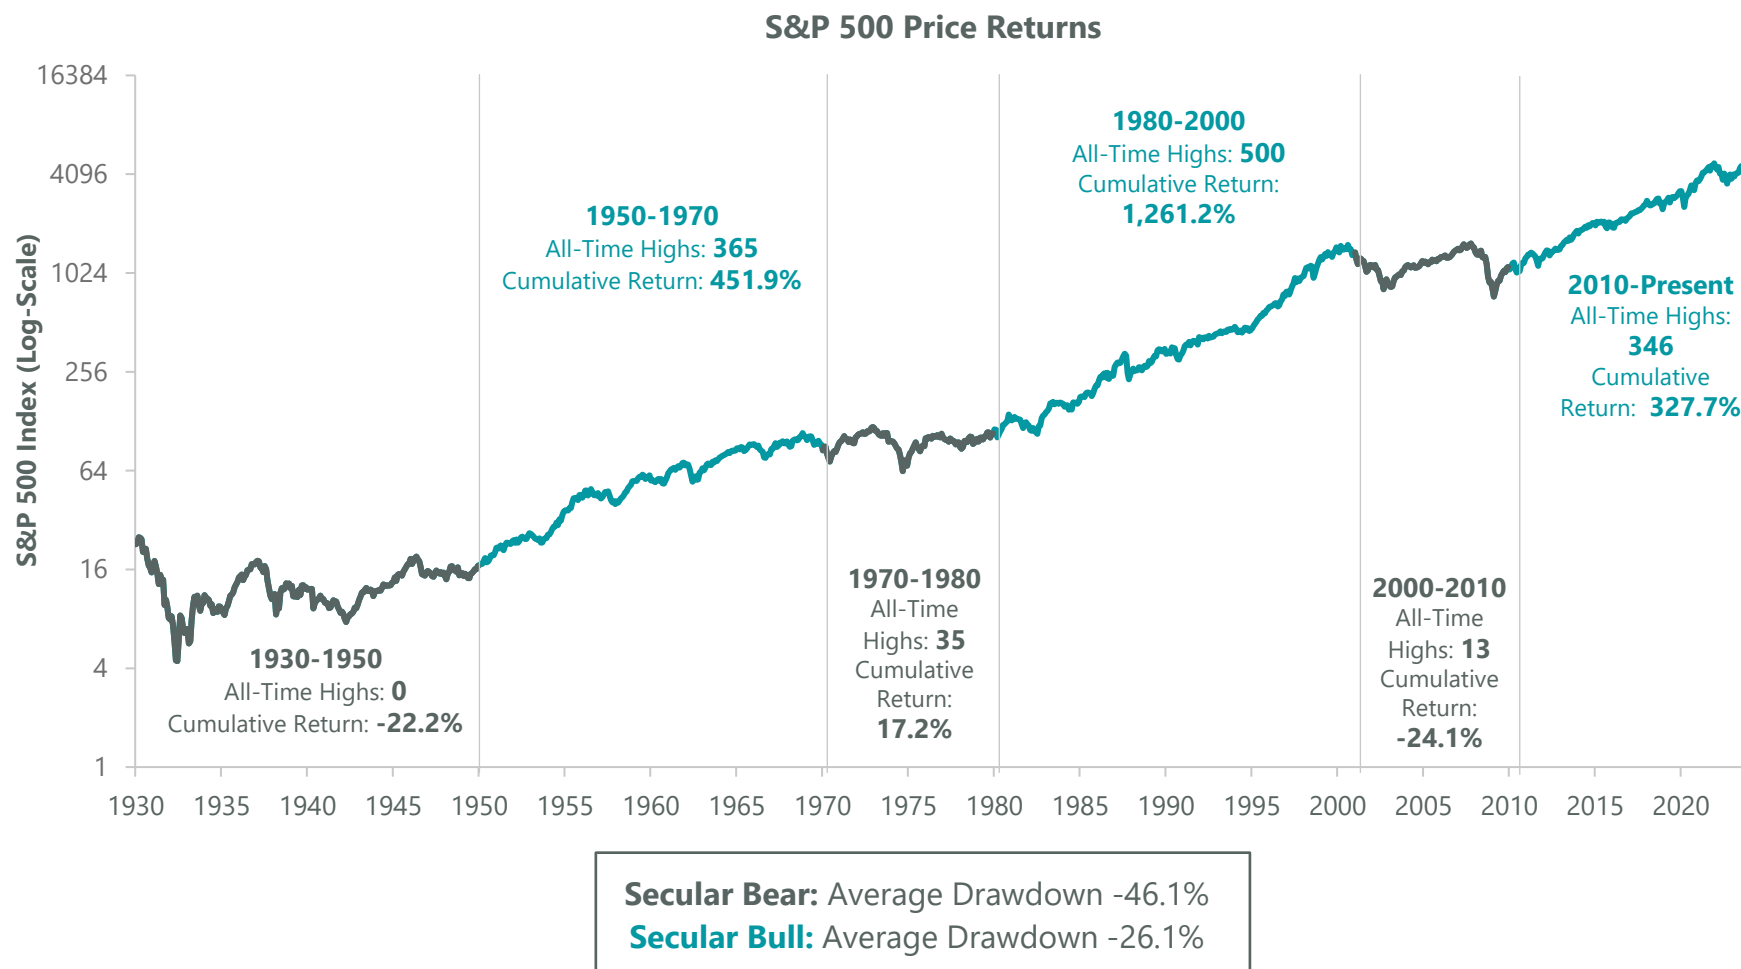 S&P 500 Price Returns
S&P 500 Index (Log-Scale)
16384
4096
1024
256
64
16
4
1
1930-1950
All-Time Highs: 0
Cumulative Return: -22.2%
1950-1970
All-Time Highs: 365
Cumulative Return: 451.9%
1970-1980
All-Time
Highs: 35
Cumulative
Return:
17.2%
1980-2000
All-Time Highs: 500
Cumulative Return:
1,261.2%
2000-2010
All-Time
Highs: 13
Cumulative
Return:
-24.1%
2010-Present
All-Time Highs:
346
Cumulative
Return: 327.7%
1930 1935 1940 1945 1950 1955 1960 1965 1970 1975 1980 1985 1990 1995 2000 2005 2010 2015 2020
Secular Bear: Average Drawdown -46.1%
Secular Bull: Average Drawdown -26.1%